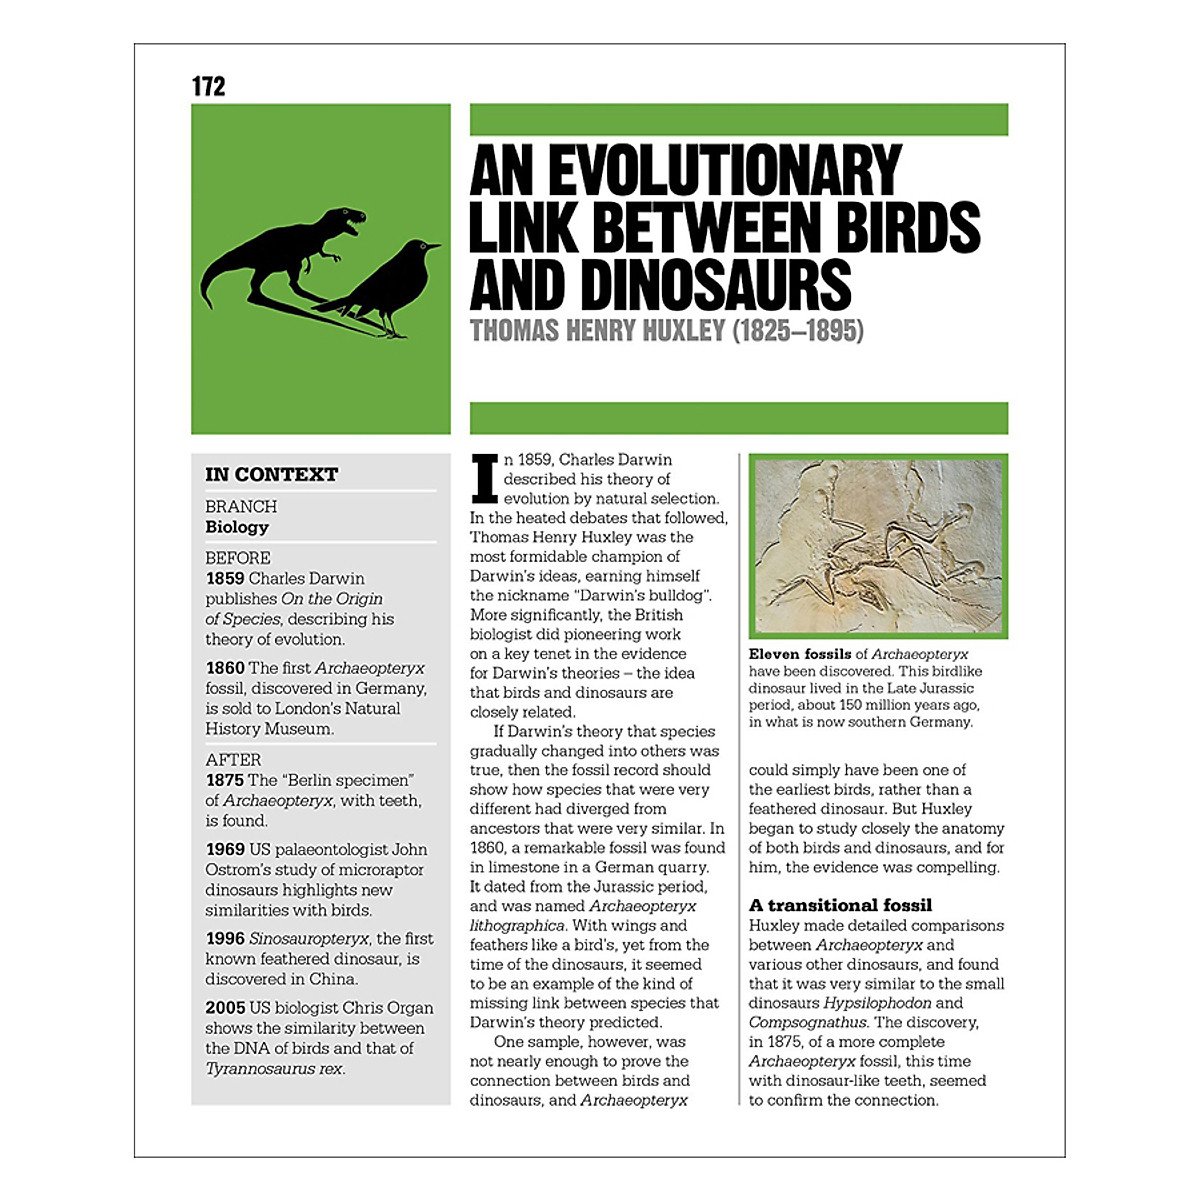 172
AN EVOLUTIONARY
LINK BETWEEN BIRDS
AND DINOSAURS
THOMAS HENRY HUXLEY (1825–1895)
IN CONTEXT
BRANCH
Biology
BEFORE
1859 Charles Darwin
publishes On the Origin
of Species, describing his
theory of evolution.
1860 The first Archaeopteryx
fossil, discovered in Germany,
is sold to London's Natural
History Museum.
AFTER
1875 The “Berlin specimen”
of Archaeopteryx, with teeth,
is found.
1969 US palaeontologist John
Ostrom's study of microraptor
dinosaurs highlights new
similarities with birds.
1996 Sinosauropteryx, the first
known feathered dinosaur, is
discovered in China.
2005 US biologist Chris Organ
shows the similarity between
the DNA of birds and that of
Tyrannosaurus rex.
In 1859, Charles Darwin
described his theory of
evolution by natural selection.
In the heated debates that followed,
Thomas Henry Huxley was the
most formidable champion of
Darwin's ideas, earning himself
the nickname “Darwin's bulldog”.
More significantly, the British
biologist did pioneering work
on a key tenet in the evidence
for Darwin's theories – the idea
that birds and dinosaurs are
closely related.
If Darwin's theory that species
gradually changed into others was
true, then the fossil record should
show how species that were very
different had diverged from
ancestors that were very similar. In
1860, a remarkable fossil was found
in limestone in a German quarry.
It dated from the Jurassic period,
and was named Archaeopteryx
lithographica. With wings and
feathers like a bird's, yet from the
time of the dinosaurs, it seemed
to be an example of the kind of
missing link between species that
Darwin's theory predicted.
One sample, however, was
not nearly enough to prove the
connection between birds and
dinosaurs, and Archaeopteryx
Eleven fossils of Archaeopteryx
have been discovered. This birdlike
dinosaur lived in the Late Jurassic
period, about 150 million years ago,
in what is now southern Germany.
could simply have been one of
the earliest birds, rather than a
feathered dinosaur. But Huxley
began to study closely the anatomy
of both birds and dinosaurs, and for
him, the evidence was compelling.
A transitional fossil
Huxley made detailed comparisons
between Archaeopteryx and
various other dinosaurs, and found
that it was very similar to the small
dinosaurs Hypsilophodon and
Compsognathus. The discovery,
in 1875, of a more complete
Archaeopteryx fossil, this time
with dinosaur-like teeth, seemed
to confirm the connection.